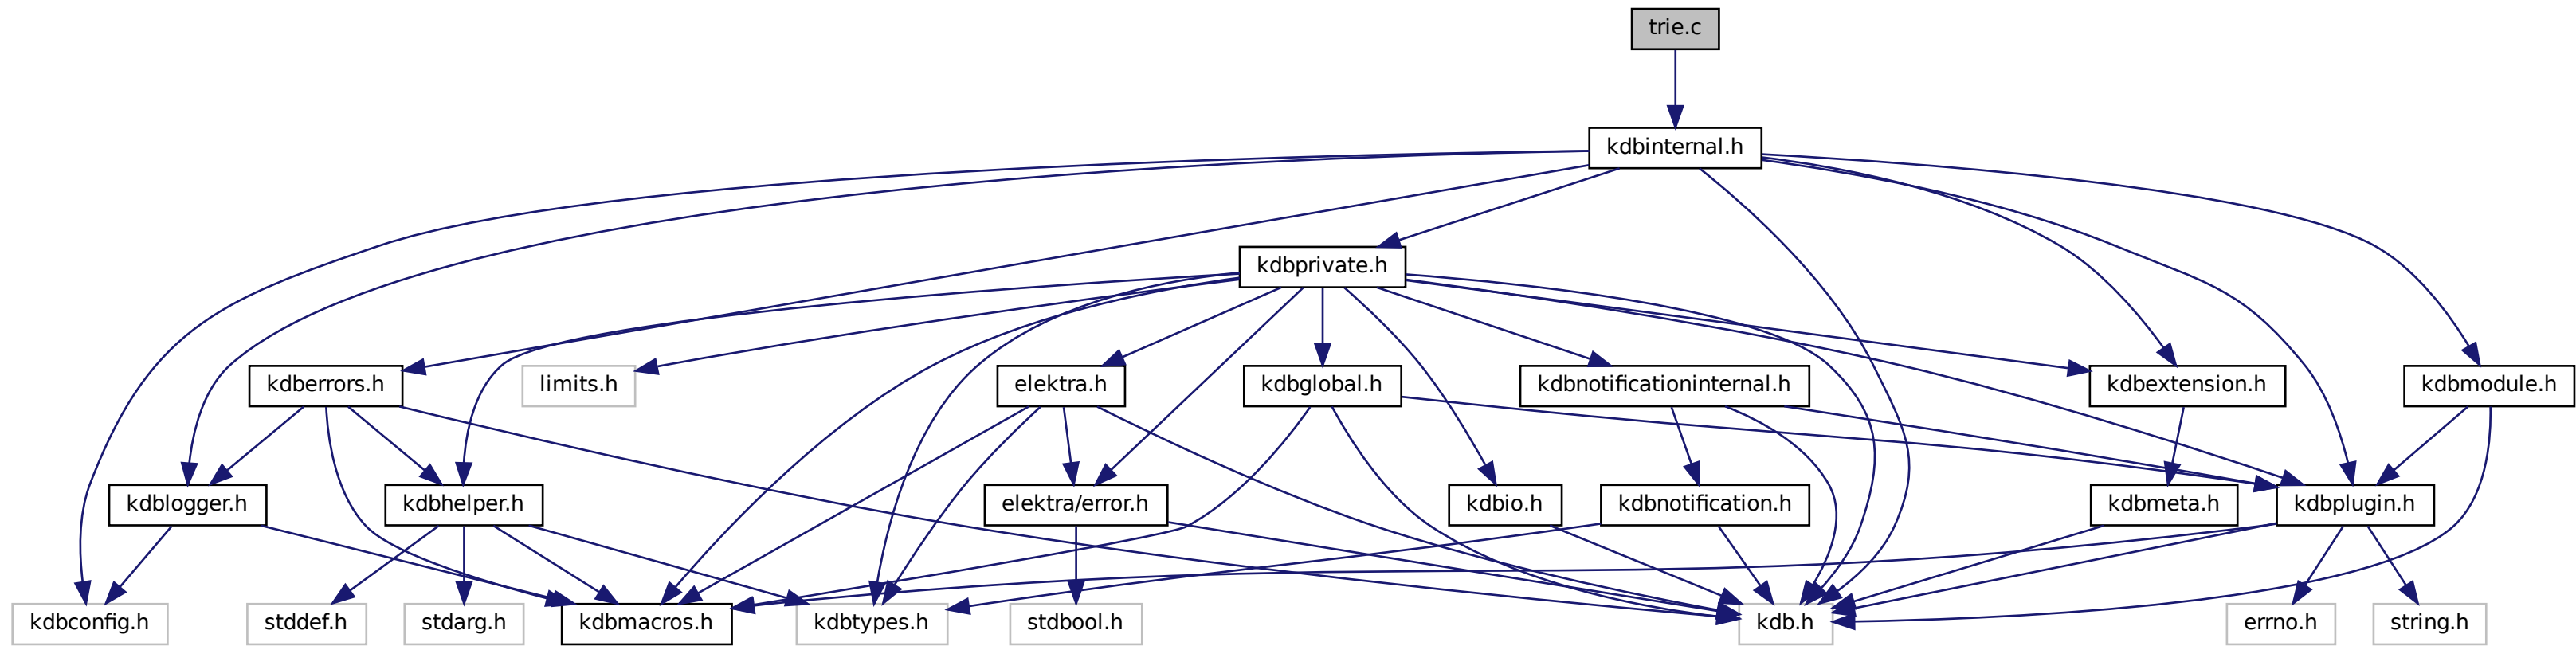 trie.c
kdbinternal.h
kdbprivate.h
kdberrors.h
limits.h
elektra.h
kdbglobal.h
kdbnotificationinternal.h
kdbextension.h
kdbmodule.h
kdblogger.h
kdbhelper.h
elektra/error.h
kdbio.h
kdbnotification.h
kdbmeta.h
kdbplugin.h
kdbconfig.h
stddef.h
stdarg.h
kdbmacros.h
kdbtypes.h
stdbool.h
kdb.h
errno.h
string.h